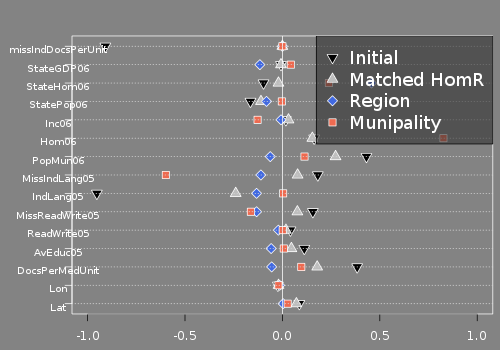 missIndDocsPerUnit
StateGDP06
StateHom06
StatePop06
Inc06
Hom06
PopMun06
MissIndLang05
IndLang05
MissReadWrite05
ReadWrite05
AvEduc05
DocsPerMedUnit
Lon
Lat
Initial
Matched HomR
Region
Munipality
-1.0 -0.5 0.0 0.5 1.0